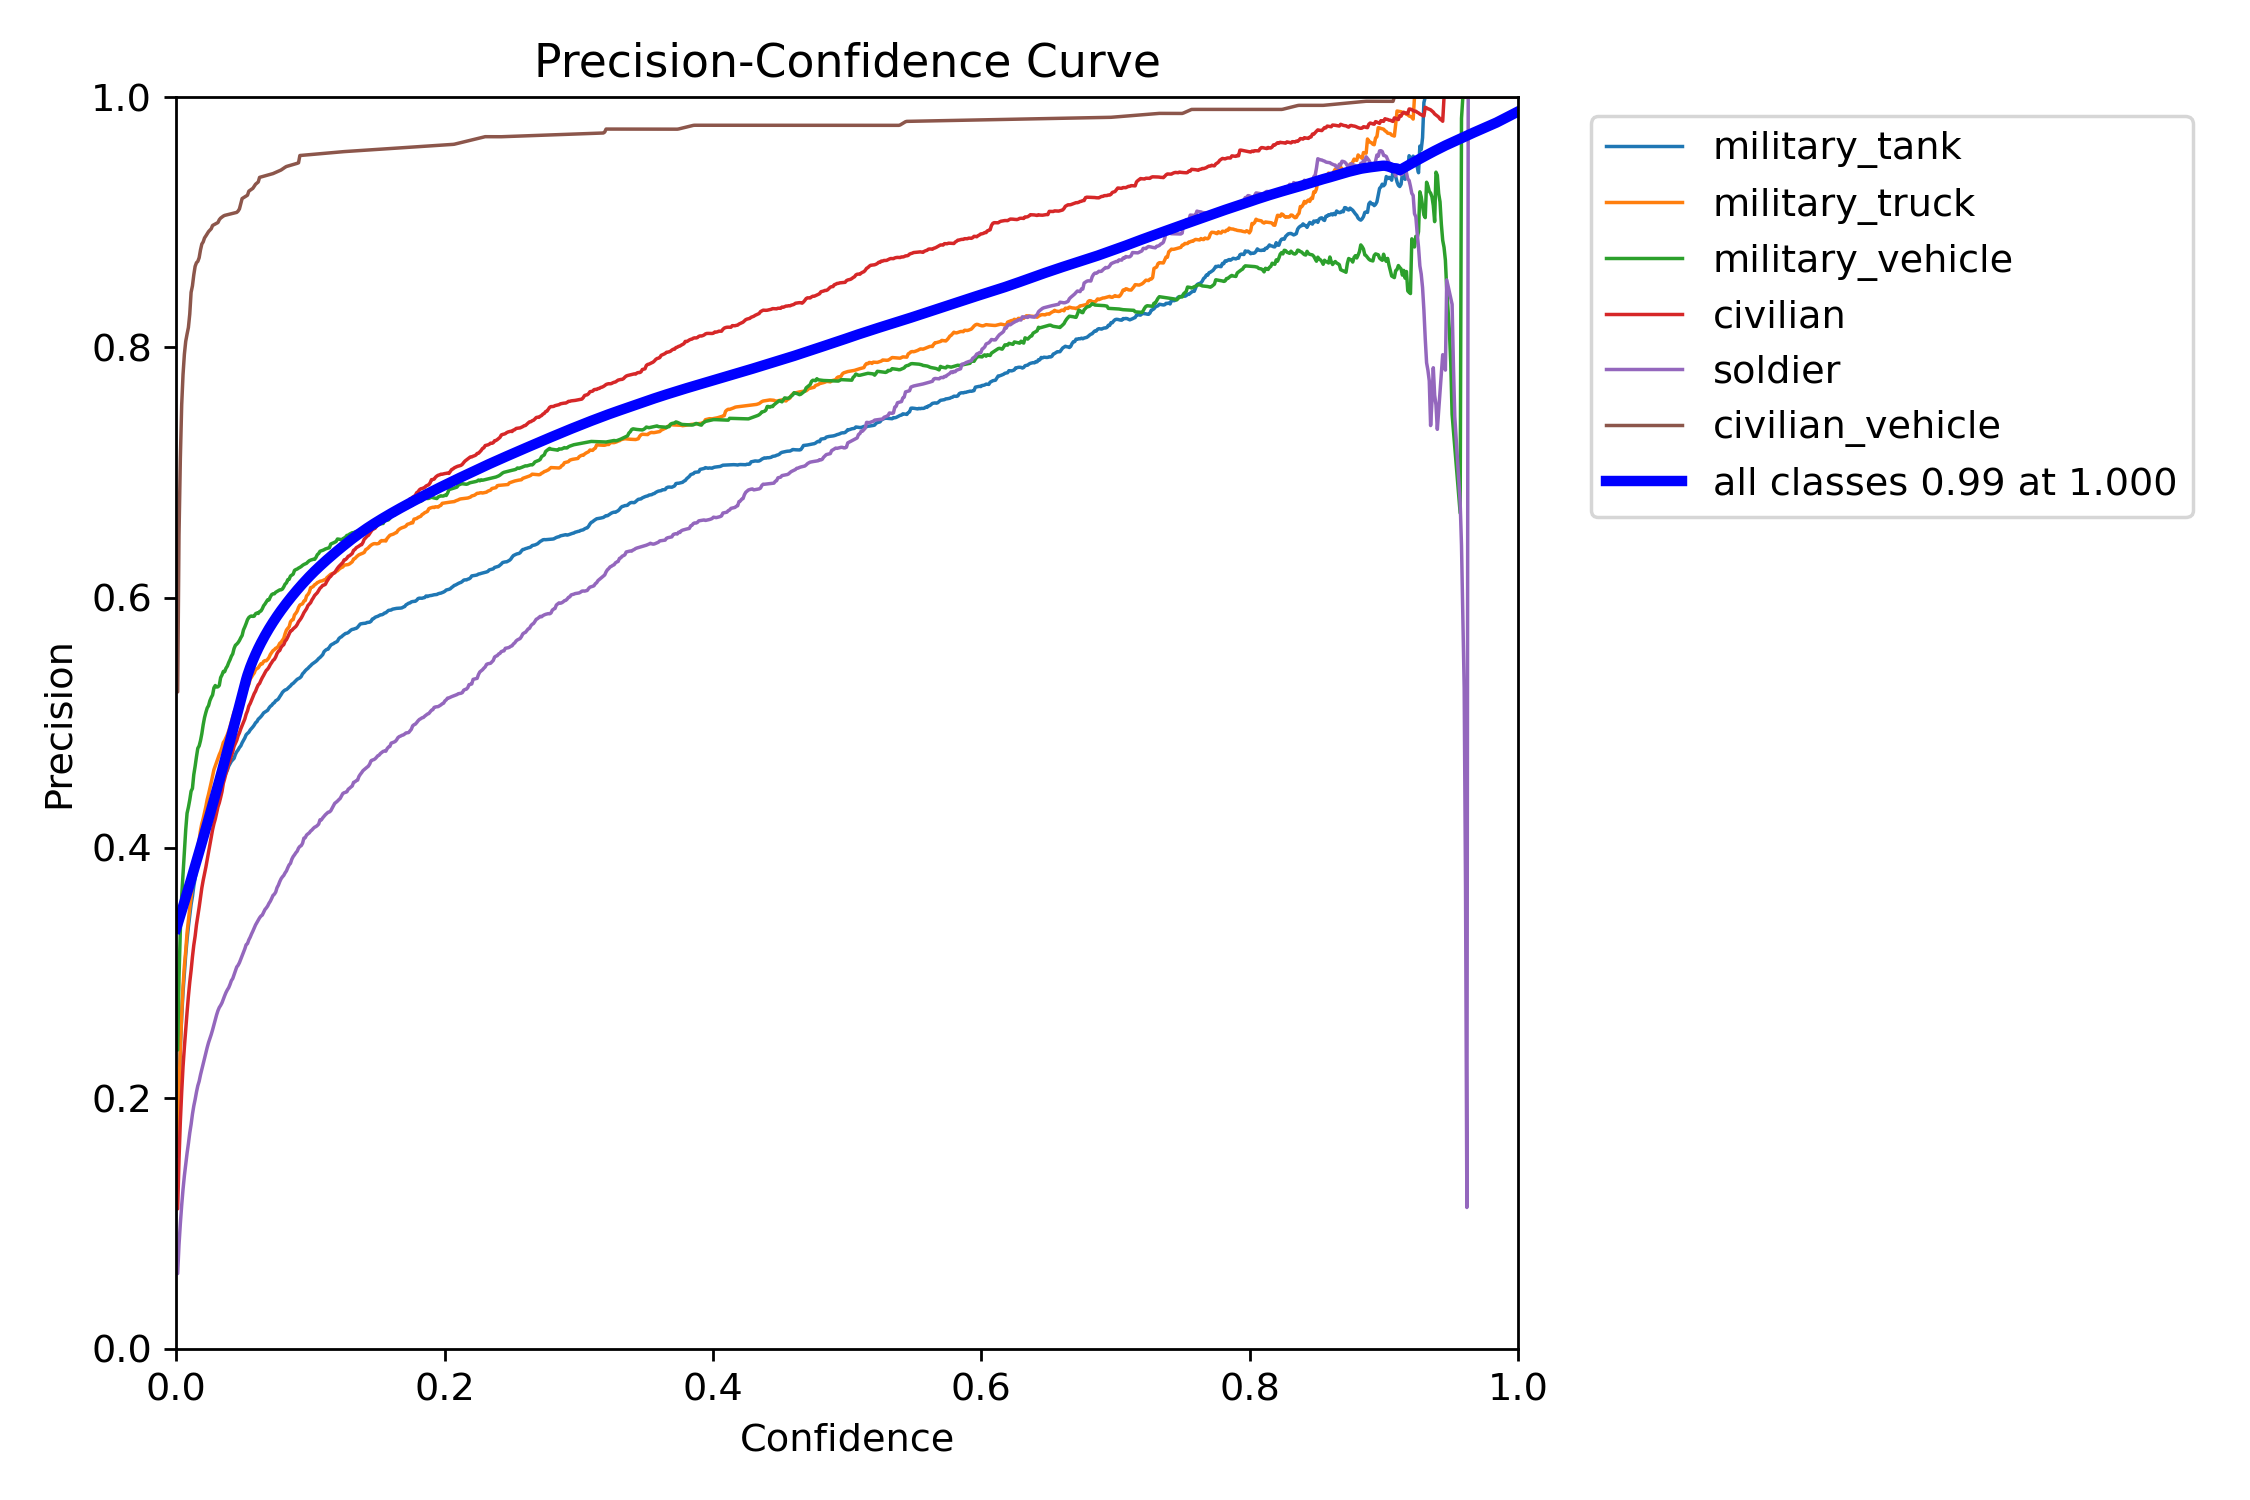 Precision-Confidence Curve
1.0
0.8
0.6
0.4
0.2
0.0
Precision
0.0 0.2 0.4 0.6 0.8 1.0
Confidence
military_tank
military_truck
military_vehicle
civilian
soldier
civilian_vehicle
all classes 0.99 at 1.000